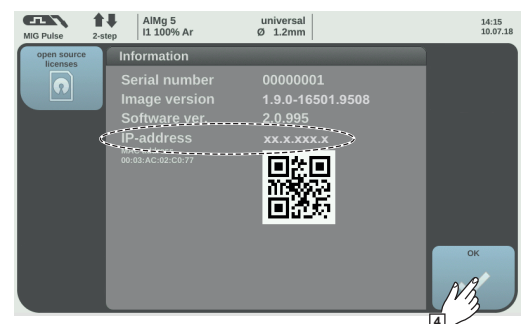 AlMg 5
universal
14:15
MIG Pulse
2-step
I1 100% Ar
Ø 1.2mm
10.07.18
open source
licenses
Information
Serial number 00000001
Image version 1.9.0-16501.9508
Software ver. 2.0.995
IP-address xx.x.xxx.x
00:03:AC:02:C0:77
OK
4